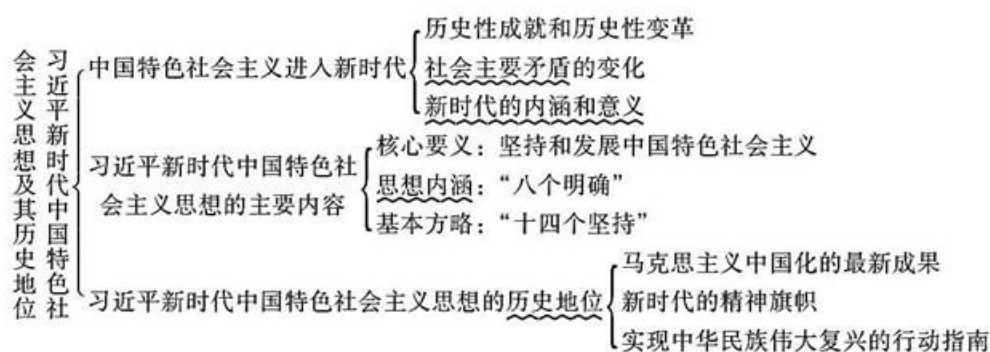 习近平新时代中国特色社
会主义思想及其历史地位
中国特色社会主义进入新时代
历史性成就和历史性变革
社会主要矛盾的变化
新时代的内涵和意义
习近平新时代中国特色社
会主义思想的主要内容
核心要义：坚持和发展中国特色社会主义
思想内涵：“八个明确”
基本方略：“十四个坚持”
习近平新时代中国特色社会主义思想的历史地位
马克思主义中国化的最新成果
新时代的精神旗帜
实现中华民族伟大复兴的行动指南